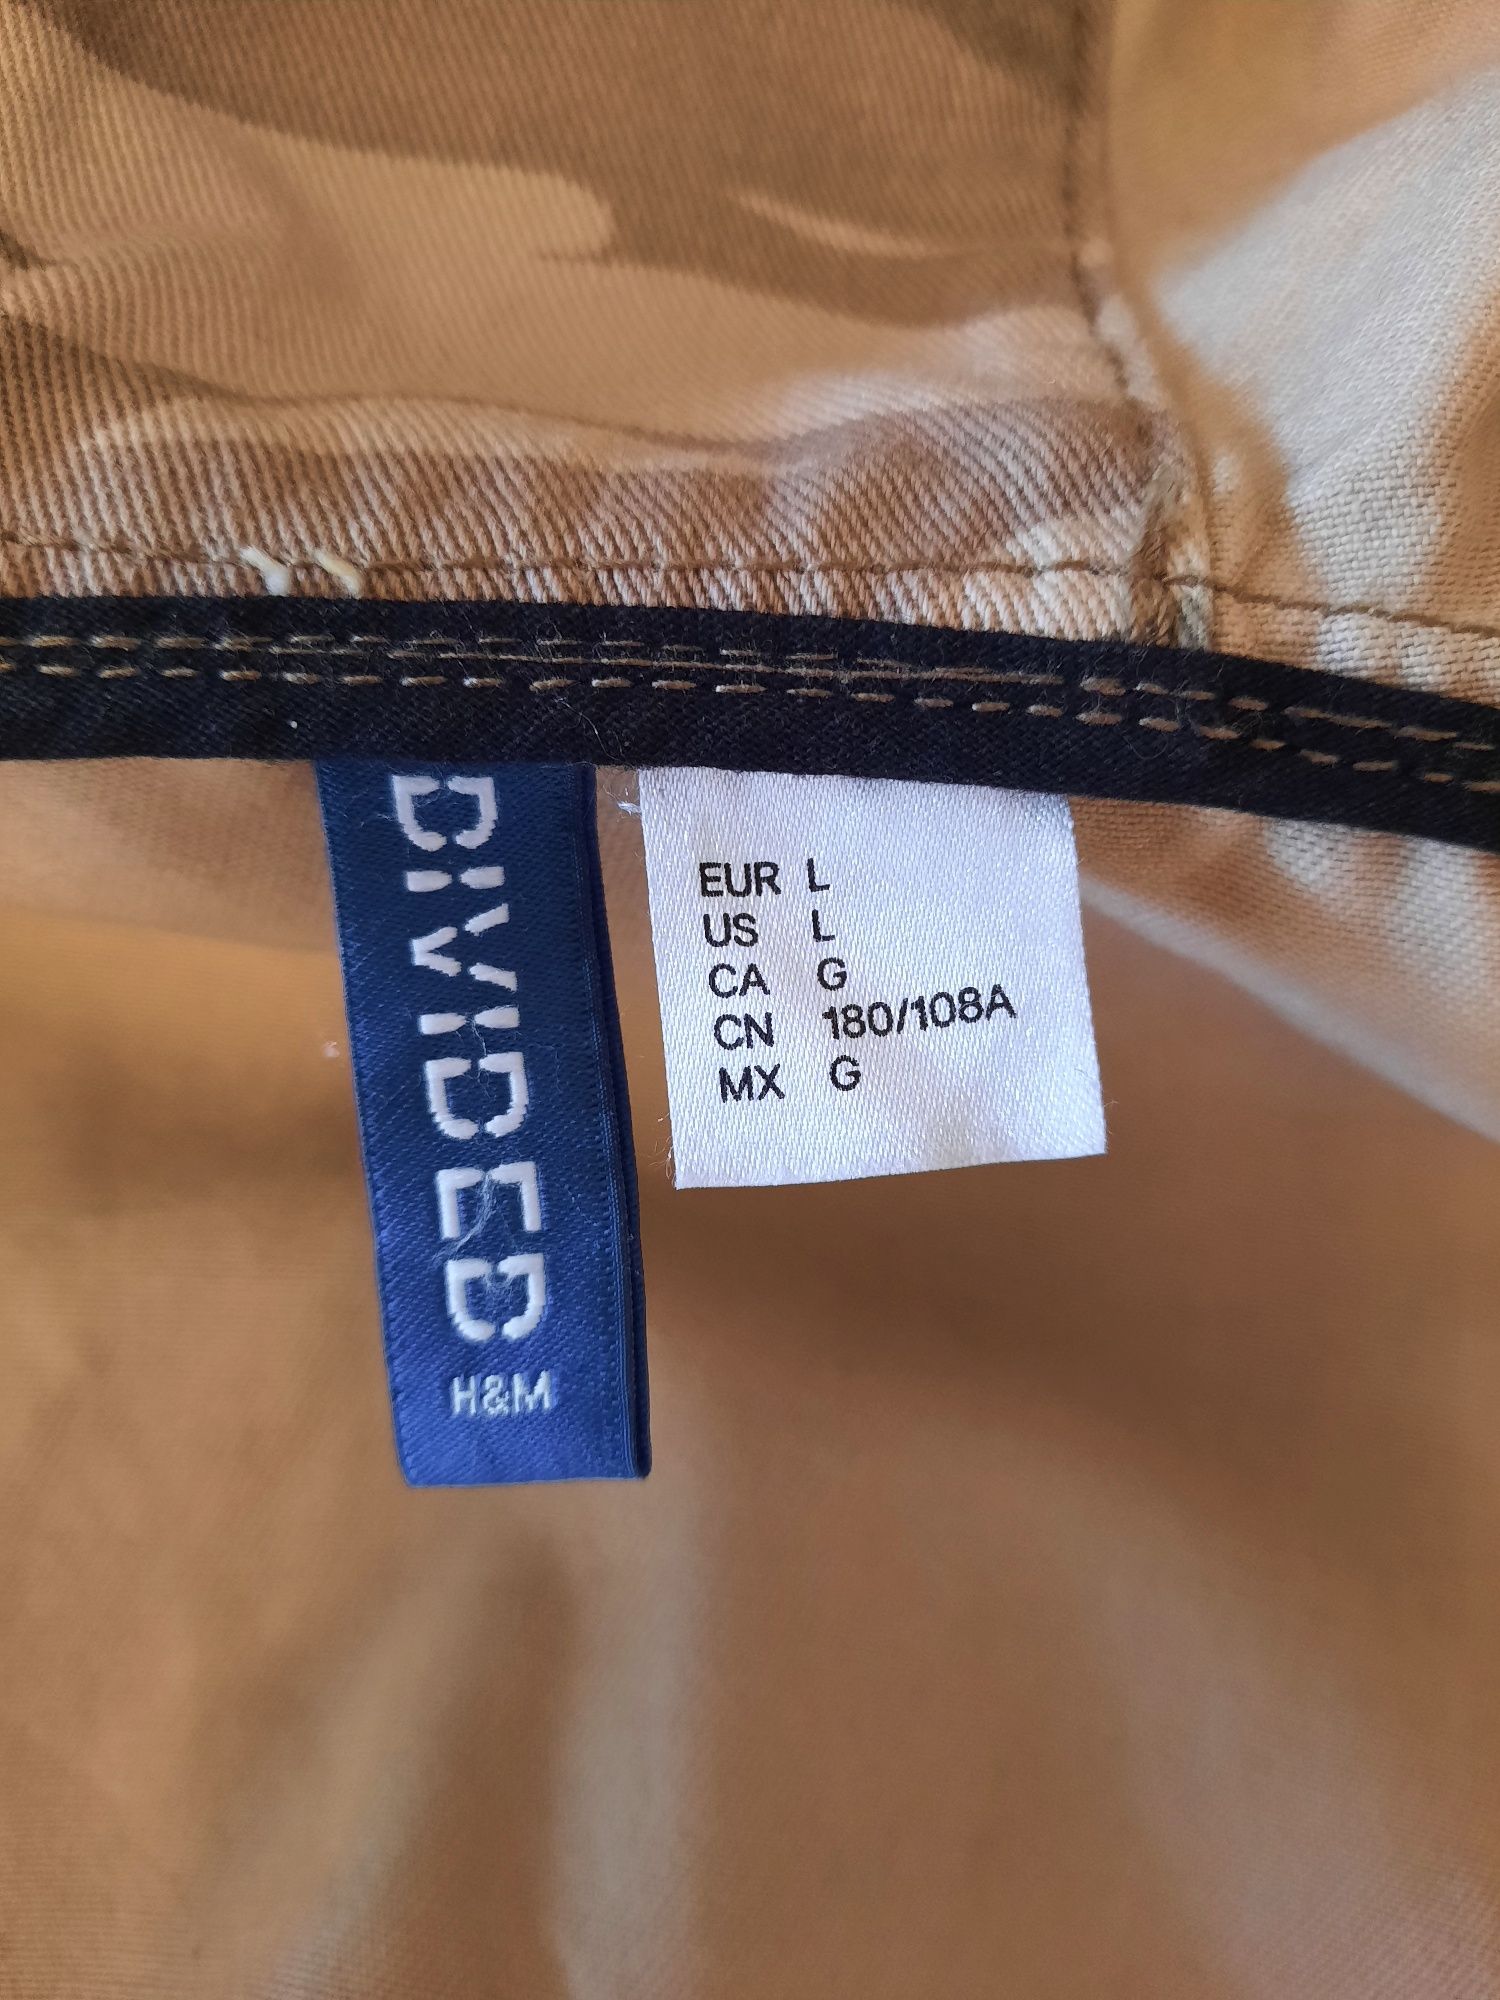 DIVIDED
H&M
EUR L
US L
CA G
CN 180/108A
MX G